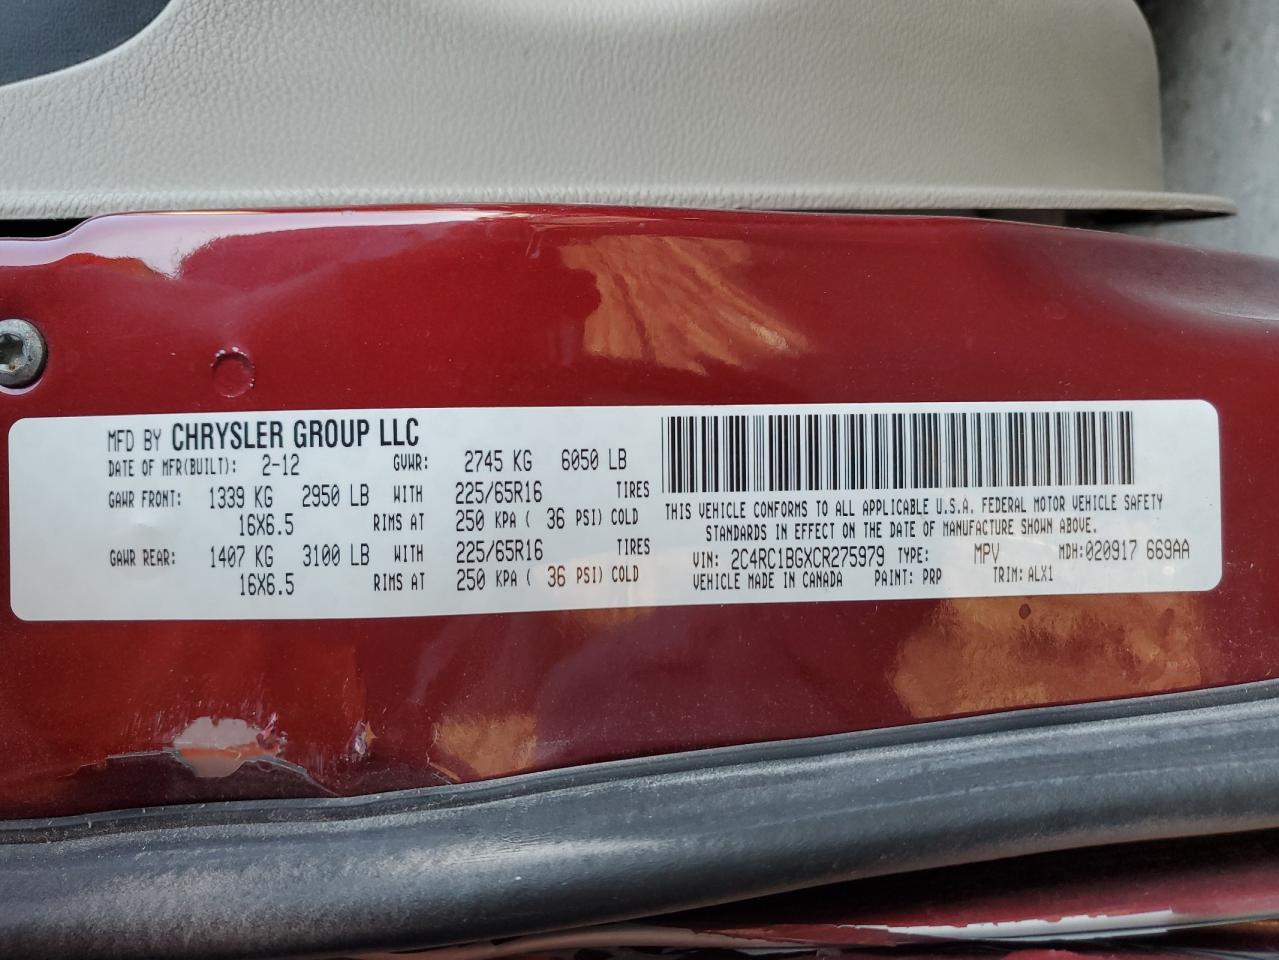 MFD BY CHRYSLER GROUP LLC
DATE OF MFR(BUILT): 2-12 GVWR: 2745 KG 6050 LB
GAWR FRONT: 1339 KG 2950 LB WITH 225/65R16 TIRES
16X6.5 RIMS AT 250 KPA ( 36 PSI) COLD
GAWR REAR: 1407 KG 3100 LB WITH 225/65R16 TIRES
16X6.5 RIMS AT 250 KPA ( 36 PSI) COLD
THIS VEHICLE CONFORMS TO ALL APPLICABLE U.S.A. FEDERAL MOTOR VEHICLE SAFETY
STANDARDS IN EFFECT ON THE DATE OF MANUFACTURE SHOWN ABOVE.
VIN: 2C4RC1BGXCR275979 TYPE: MPV MDH:020917 669AA
VEHICLE MADE IN CANADA PAINT: PRP TRIM: ALX1